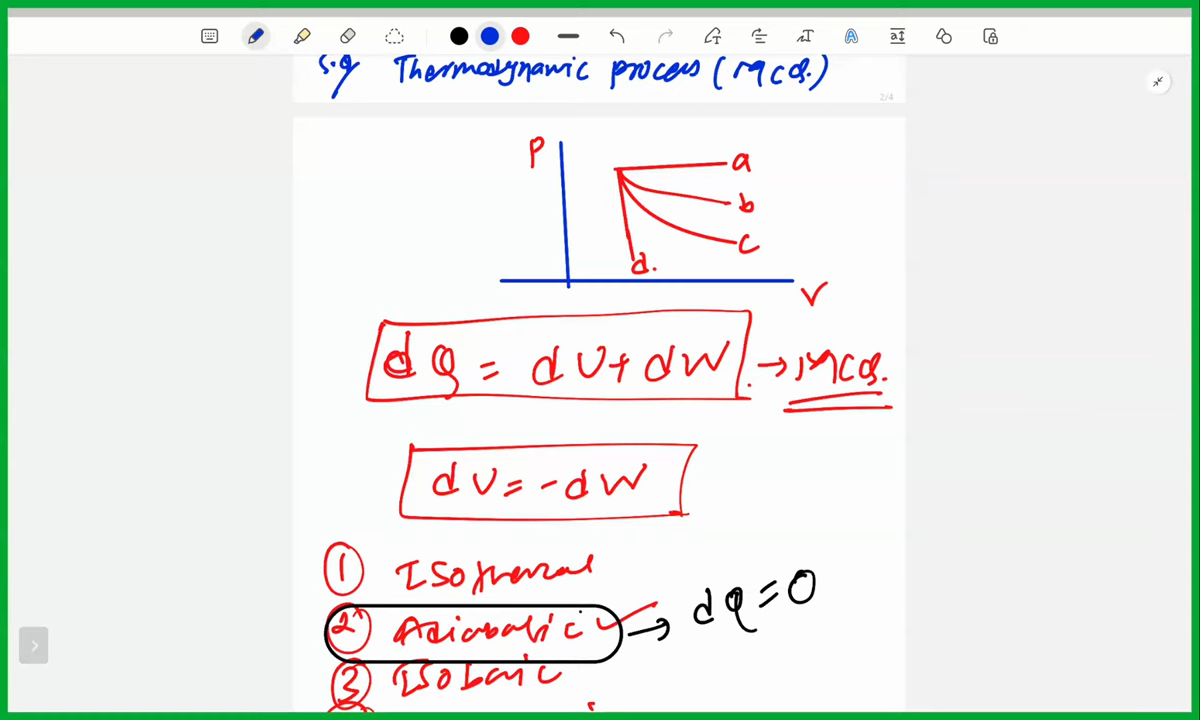 Thermodynamic process (MCQ.)
2/4
P
a
b
c
d.
V
dQ = dU + dW → MCQ.
dU = -dW
① Isothermal
② Adiabatic → dQ = 0
③ Isobaric